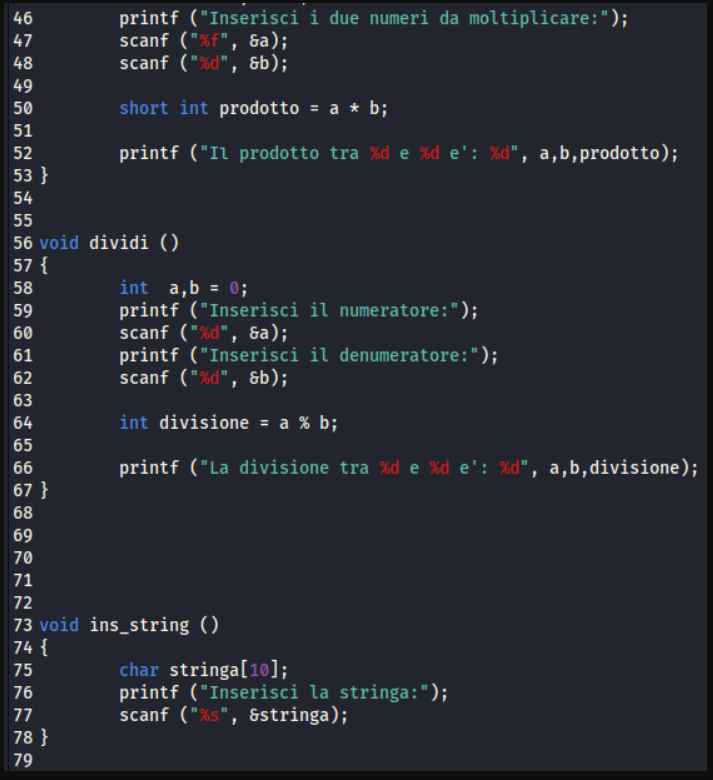 46 printf ("Inserisci i due numeri da moltiplicare:");
47 scanf ("%f", &a);
48 scanf ("%d", &b);
49
50 short int prodotto = a * b;
51
52 printf ("Il prodotto tra %d e %d e': %d", a,b,prodotto);
53 }
54
55
56 void dividi ()
57 {
58 int  a,b = 0;
59 printf ("Inserisci il numeratore:");
60 scanf ("%d", &a);
61 printf ("Inserisci il denumeratore:");
62 scanf ("%d", &b);
63
64 int divisione = a % b;
65
66 printf ("La divisione tra %d e %d e': %d", a,b,divisione);
67 }
68
69
70
71
72
73 void ins_string ()
74 {
75 char stringa[10];
76 printf ("Inserisci la stringa:");
77 scanf ("%s", &stringa);
78 }
79